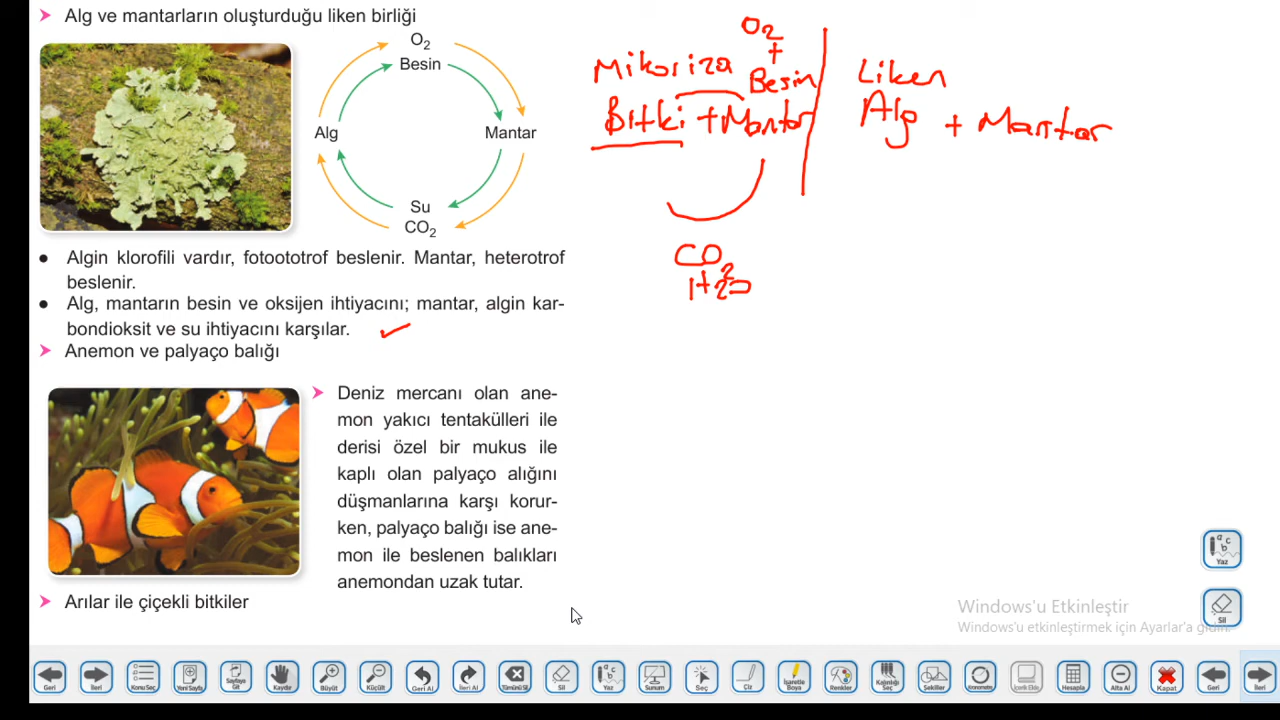 Alg ve mantarların oluşturduğu liken birliği
O2
Besin
Alg
Mantar
Su
CO2
Algin klorofili vardır, fotoototrof beslenir. Mantar, heterotrof
beslenir.
Alg, mantarın besin ve oksijen ihtiyacını; mantar, algin kar-
bondioksit ve su ihtiyacını karşılar.
Anemon ve palyaço balığı
Deniz mercanı olan ane-
mon yakıcı tentakülleri ile
derisi özel bir mukus ile
kaplı olan palyaço alığını
düşmanlarına karşı korur-
ken, palyaço balığı ise ane-
mon ile beslenen balıkları
anemondan uzak tutar.
Arılar ile çiçekli bitkiler
O2
+
Mikoriza Besin
Bitki + Mantar
CO2
H2O
Liken
Alg + Mantar
Yaz
Sil
Windows'u Etkinleştir
Windows'u etkinleştirmek için Ayarlar'a gidin.
Geri İleri Konu Seç Yeni Sayfa Sayfaya Git Kaydır Büyüt Küçült Geri Al İleri Al Tümünü Sil Sil Yaz Sunum Seç Çiz İşaretle Boya Renkler Kalınlığı Seç Şekiller Kronometre İçerik Ekle Hesapla Alta Al Kapat Geri İleri